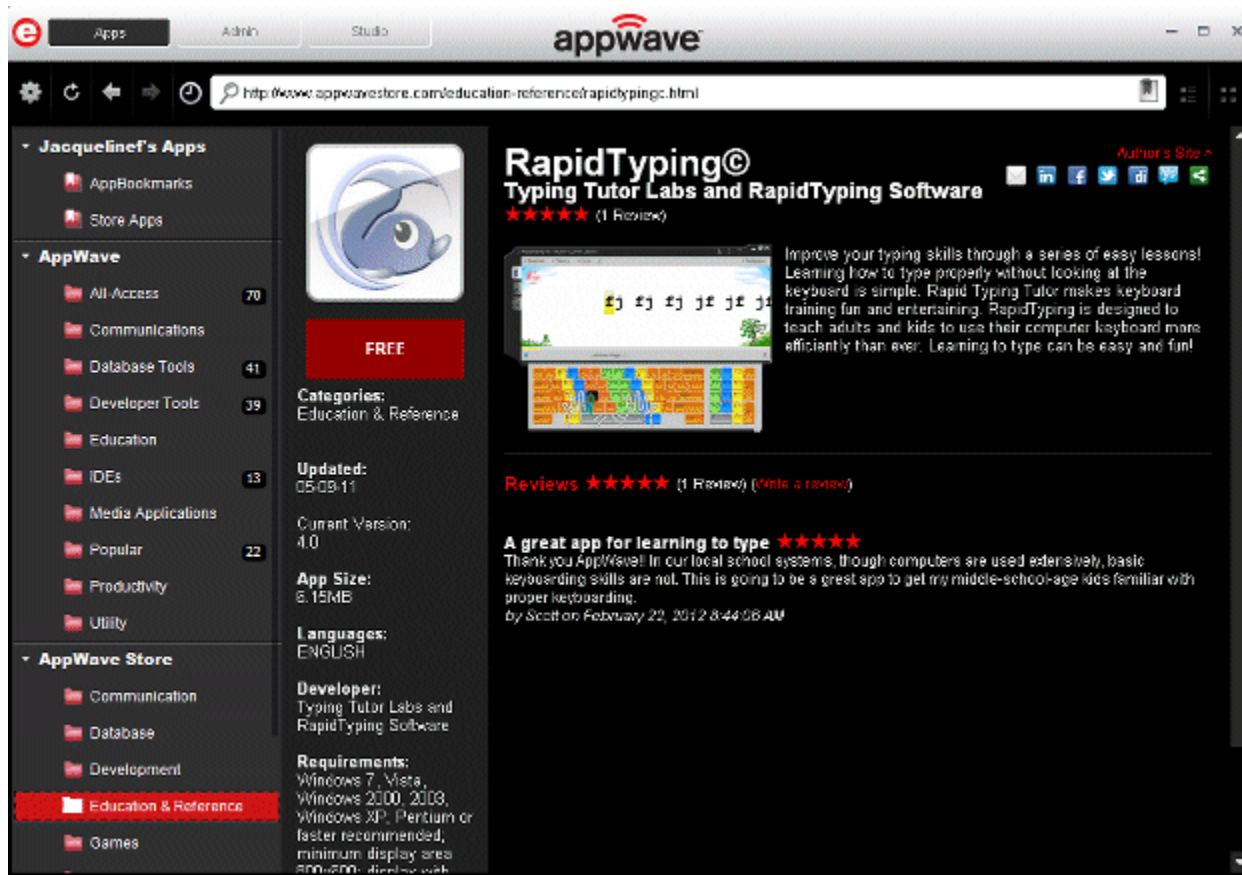 Apps
Admin
Studio
appwave
http://www.appwavestore.com/education-reference/rapidtypingc.html
Jacquelinef's Apps
AppBookmarks
Store Apps
AppWave
All-Access 70
Communications
Database Tools 41
Developer Tools 39
Education
IDEs 13
Media Applications
Popular 22
Productivity
Utility
AppWave Store
Communication
Database
Development
Education & Reference
Games
FREE
Categories:
Education & Reference
Updated:
05-09-11
Current Version:
4.0
App Size:
6.15MB
Languages:
ENGLISH
Developer:
Typing Tutor Labs and
RapidTyping Software
Requirements:
Windows 7, Vista,
Windows 2000, 2003,
Windows XP; Pentium or
faster recommended;
minimum display area
800x600; display with
RapidTyping©
Typing Tutor Labs and RapidTyping Software
(1 Review)
Author's Site
fj fj fj jf jf jf
Improve your typing skills through a series of easy lessons!
Learning how to type properly without looking at the
keyboard is simple. Rapid Typing Tutor makes keyboard
training fun and entertaining. RapidTyping is designed to
teach adults and kids to use their computer keyboard more
efficiently than ever. Learning to type can be easy and fun!
Reviews (1 Review) (Write a review)
A great app for learning to type
Thank you AppWave!! In our local school systems, though computers are used extensively, basic
keyboarding skills are not. This is going to be a great app to get my middle-school-age kids familiar with
proper keyboarding.
by Scott on February 22, 2012 8:44:06 AM